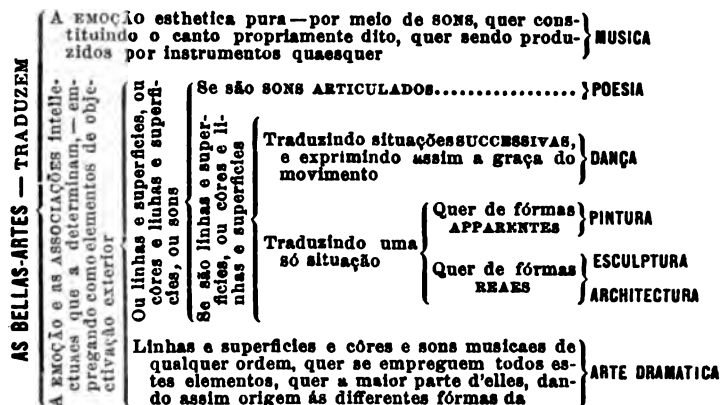 AS BELLAS-ARTES — TRADUZEM
A EMOÇÃO esthetica pura — por meio de SONS, quer cons-
tituindo o canto propriamente dito, quer sendo produ-
zidos por instrumentos quaesquer
MUSICA
A EMOÇÃO e as ASSOCIAÇÕES intelle-
ctuaes que a determinam, — em-
pregando como elementos de obje-
ctivação exterior
Ou linhas e superficies, ou
côres e linhas e superfi-
cies, ou sons
Se são SONS ARTICULADOS
POESIA
Se são linhas e super-
ficies, ou côres e li-
nhas e superficies
Traduzindo situações SUCCESSIVAS,
e exprimindo assim a graça do
movimento
DANÇA
Traduzindo uma
só situação
Quer de fórmas
APPARENTES
PINTURA
Quer de fórmas
REAES
ESCULPTURA
ARCHITECTURA
Linhas e superficies e côres e sons musicaes de
qualquer ordem, quer se empreguem todos es-
tes elementos, quer a maior parte d'elles, dan-
do assim origem ás differentes fórmas da
ARTE DRAMATICA